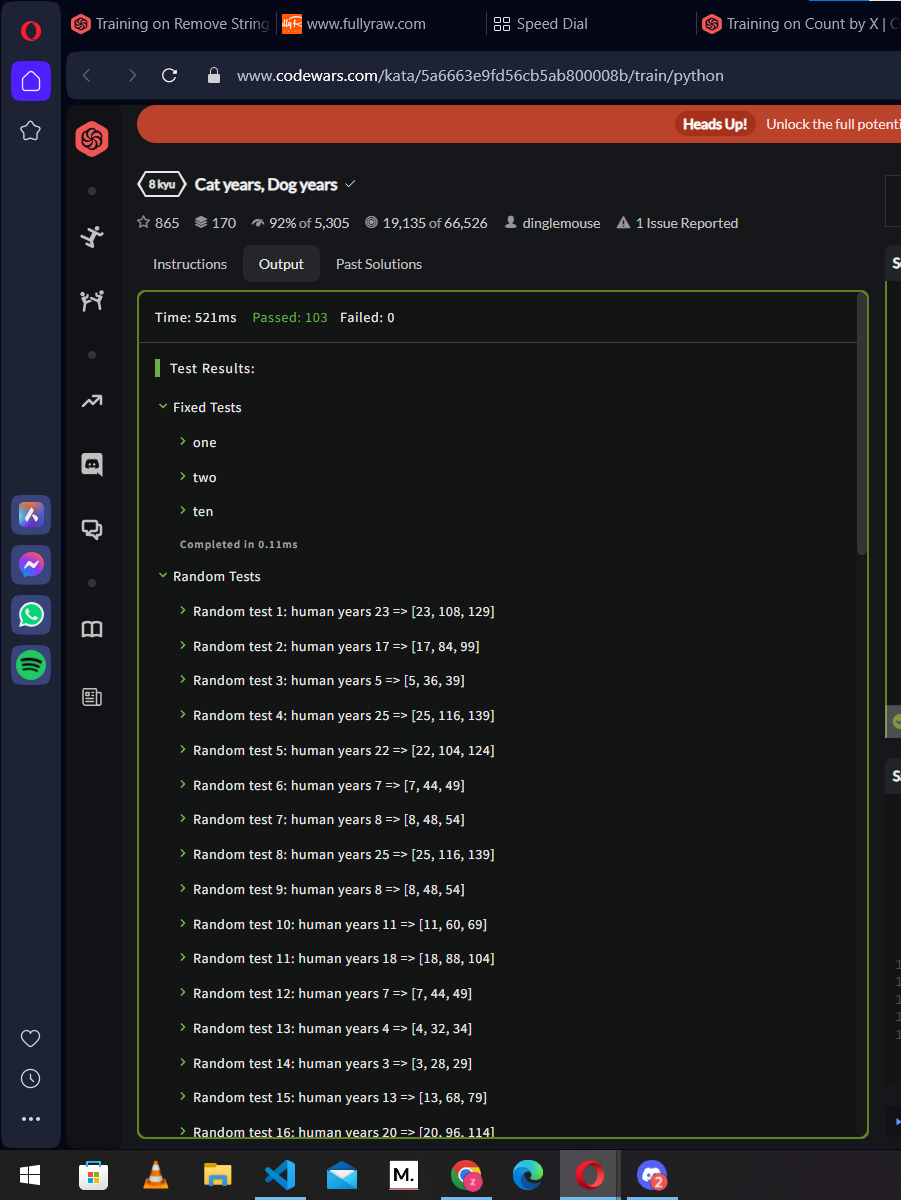 Training on Remove String
www.fullyraw.com
Speed Dial
Training on Count by X | C
www.codewars.com/kata/5a6663e9fd56cb5ab800008b/train/python
Heads Up! Unlock the full potenti
8 kyu Cat years, Dog years
865 170 92% of 5,305 19,135 of 66,526 dinglemouse 1 Issue Reported
Instructions Output Past Solutions
Time: 521ms Passed: 103 Failed: 0
Test Results:
Fixed Tests
one
two
ten
Completed in 0.11ms
Random Tests
Random test 1: human years 23 => [23, 108, 129]
Random test 2: human years 17 => [17, 84, 99]
Random test 3: human years 5 => [5, 36, 39]
Random test 4: human years 25 => [25, 116, 139]
Random test 5: human years 22 => [22, 104, 124]
Random test 6: human years 7 => [7, 44, 49]
Random test 7: human years 8 => [8, 48, 54]
Random test 8: human years 25 => [25, 116, 139]
Random test 9: human years 8 => [8, 48, 54]
Random test 10: human years 11 => [11, 60, 69]
Random test 11: human years 18 => [18, 88, 104]
Random test 12: human years 7 => [7, 44, 49]
Random test 13: human years 4 => [4, 32, 34]
Random test 14: human years 3 => [3, 28, 29]
Random test 15: human years 13 => [13, 68, 79]
Random test 16: human years 20 => [20, 96, 114]
M.
z
2